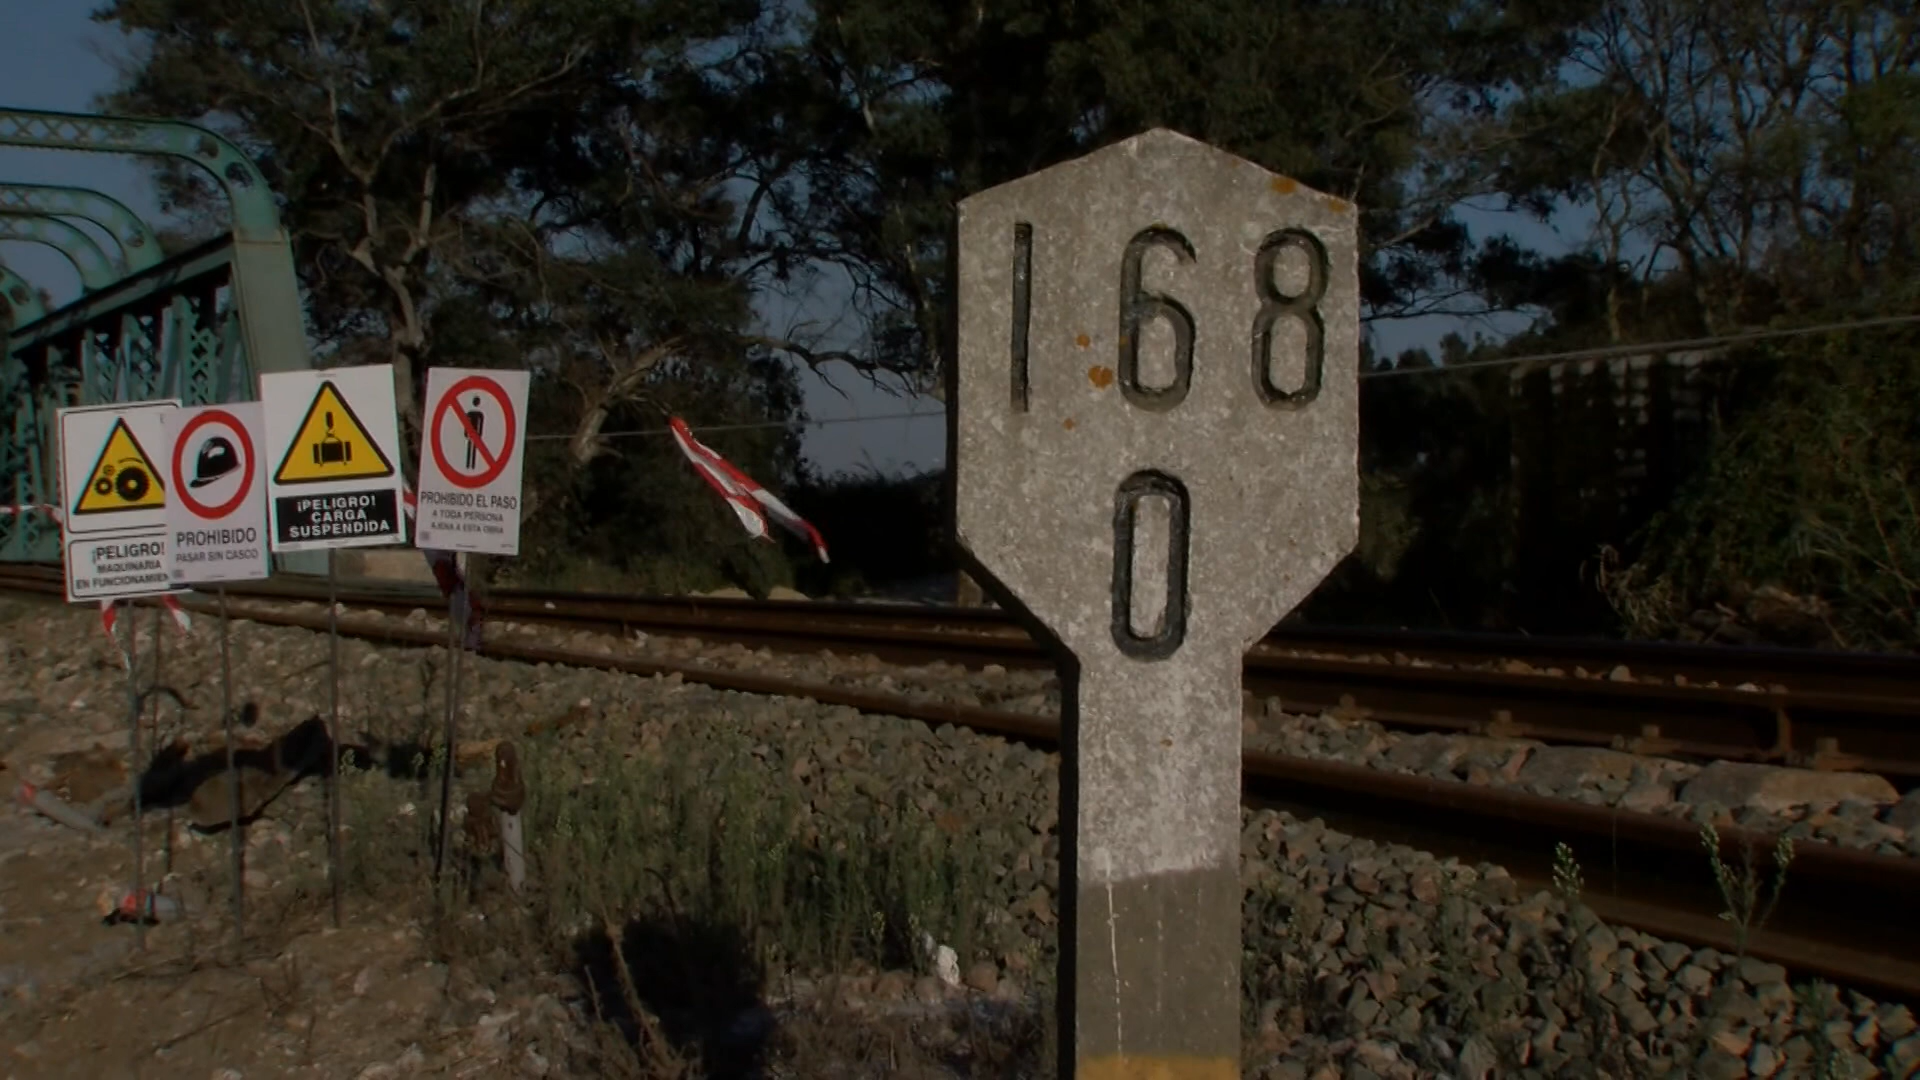 ¡PELIGRO!
MAQUINARIA
EN FUNCIONAMIEN
PROHIBIDO
PASAR SIN CASCO
¡PELIGRO!
CARGA
SUSPENDIDA
PROHIBIDO EL PASO
A TODA PERSONA
AJENA A ESTA OBRA
168
0